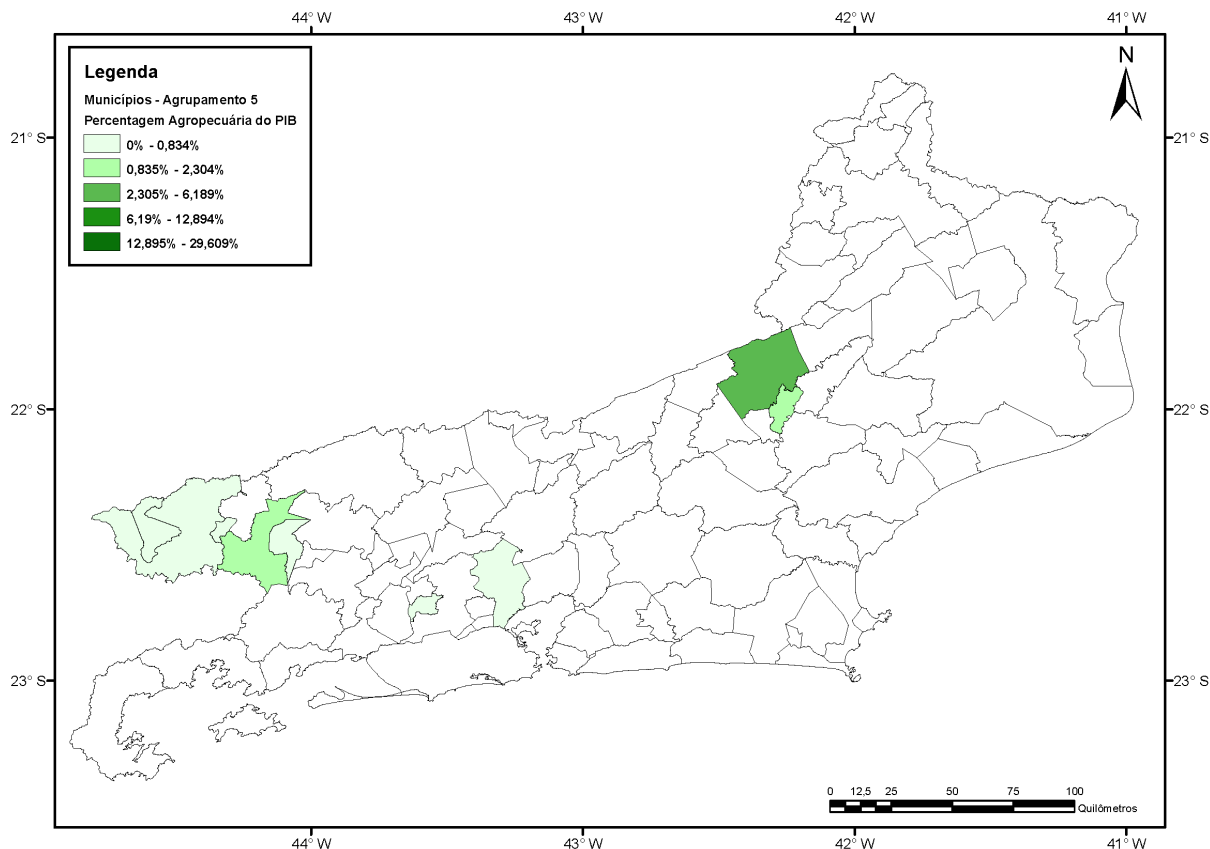 44° W 43° W 42° W 41° W
N
Legenda
Municípios - Agrupamento 5
Percentagem Agropecuária do PIB
0% - 0,834%
0,835% - 2,304%
2,305% - 6,189%
6,19% - 12,894%
12,895% - 29,609%
21° S 21° S
22° S 22° S
23° S 23° S
0 12,5 25 50 75 100
Quilômetros
44° W 43° W 42° W 41° W